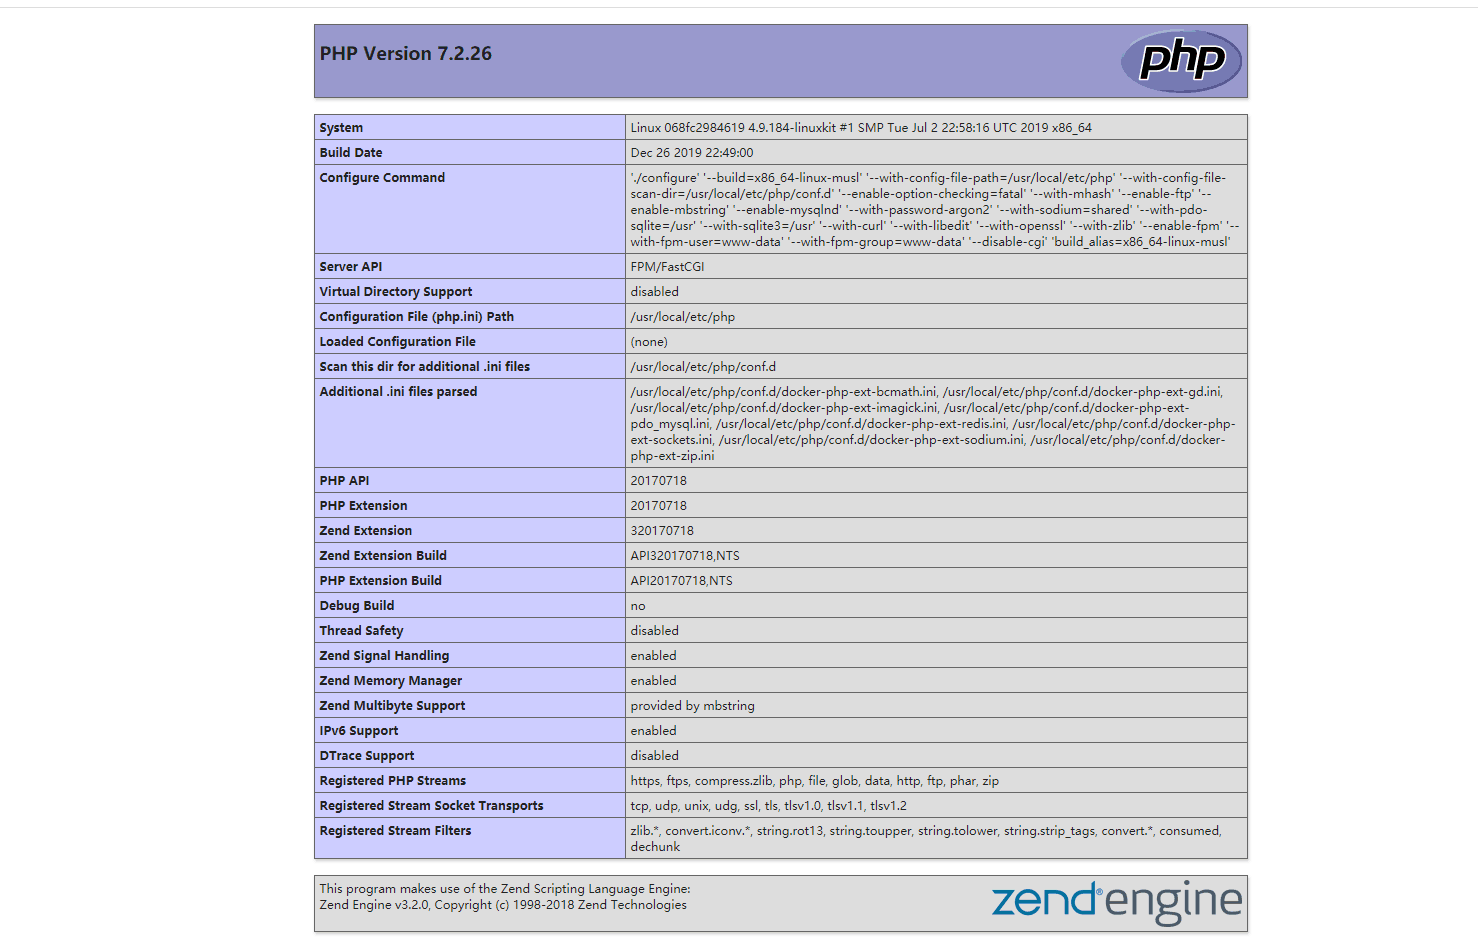 PHP Version 7.2.26
php
System
Linux 068fc2984619 4.9.184-linuxkit #1 SMP Tue Jul 2 22:58:16 UTC 2019 x86_64
Build Date
Dec 26 2019 22:49:00
Configure Command
'./configure' '--build=x86_64-linux-musl' '--with-config-file-path=/usr/local/etc/php' '--with-config-file-
scan-dir=/usr/local/etc/php/conf.d' '--enable-option-checking=fatal' '--with-mhash' '--enable-ftp' '--
enable-mbstring' '--enable-mysqlnd' '--with-password-argon2' '--with-sodium=shared' '--with-pdo-
sqlite=/usr' '--with-sqlite3=/usr' '--with-curl' '--with-libedit' '--with-openssl' '--with-zlib' '--enable-fpm' '--
with-fpm-user=www-data' '--with-fpm-group=www-data' '--disable-cgi' 'build_alias=x86_64-linux-musl'
Server API
FPM/FastCGI
Virtual Directory Support
disabled
Configuration File (php.ini) Path
/usr/local/etc/php
Loaded Configuration File
(none)
Scan this dir for additional .ini files
/usr/local/etc/php/conf.d
Additional .ini files parsed
/usr/local/etc/php/conf.d/docker-php-ext-bcmath.ini, /usr/local/etc/php/conf.d/docker-php-ext-gd.ini,
/usr/local/etc/php/conf.d/docker-php-ext-imagick.ini, /usr/local/etc/php/conf.d/docker-php-ext-
pdo_mysql.ini, /usr/local/etc/php/conf.d/docker-php-ext-redis.ini, /usr/local/etc/php/conf.d/docker-php-
ext-sockets.ini, /usr/local/etc/php/conf.d/docker-php-ext-sodium.ini, /usr/local/etc/php/conf.d/docker-
php-ext-zip.ini
PHP API
20170718
PHP Extension
20170718
Zend Extension
320170718
Zend Extension Build
API320170718,NTS
PHP Extension Build
API20170718,NTS
Debug Build
no
Thread Safety
disabled
Zend Signal Handling
enabled
Zend Memory Manager
enabled
Zend Multibyte Support
provided by mbstring
IPv6 Support
enabled
DTrace Support
disabled
Registered PHP Streams
https, ftps, compress.zlib, php, file, glob, data, http, ftp, phar, zip
Registered Stream Socket Transports
tcp, udp, unix, udg, ssl, tls, tlsv1.0, tlsv1.1, tlsv1.2
Registered Stream Filters
zlib.*, convert.iconv.*, string.rot13, string.toupper, string.tolower, string.strip_tags, convert.*, consumed,
dechunk
This program makes use of the Zend Scripting Language Engine:
Zend Engine v3.2.0, Copyright (c) 1998-2018 Zend Technologies
zend® engine